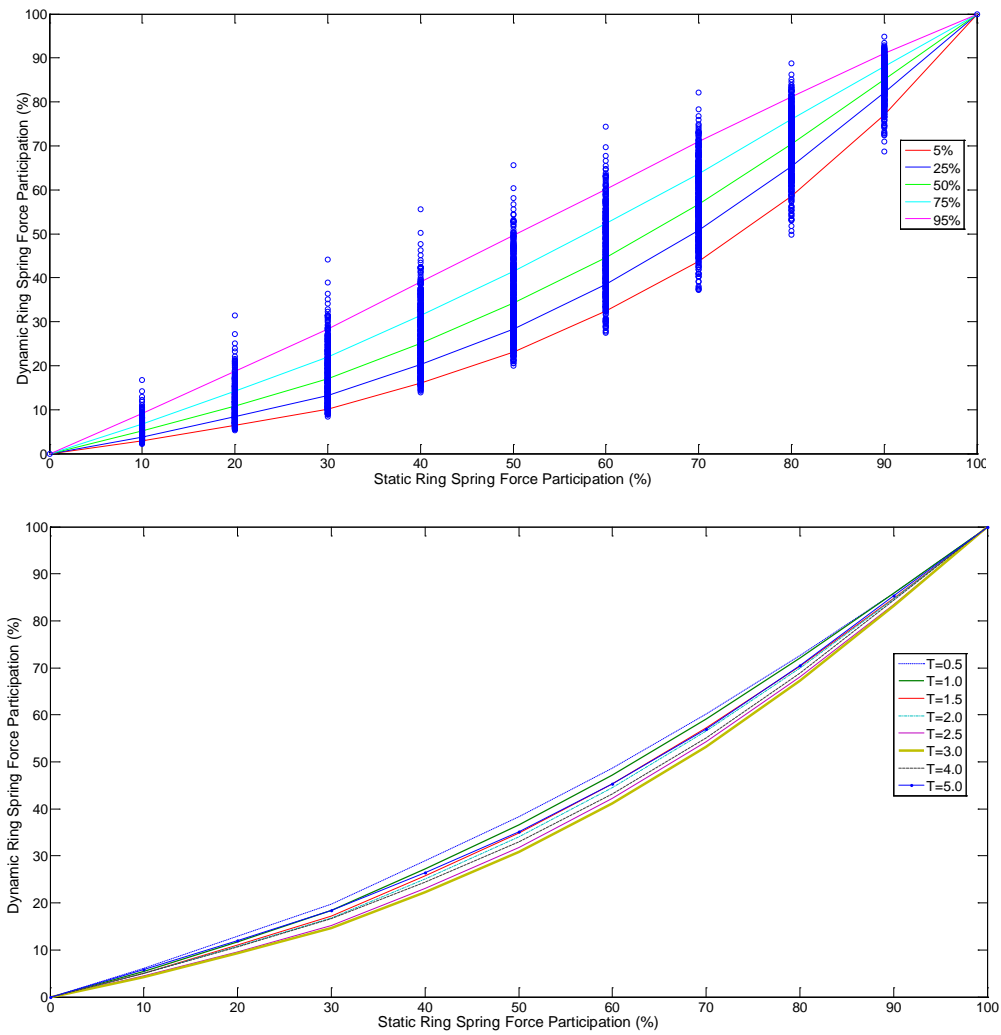 100
90
80
70
60
50
40
30
20
10
0
Dynamic Ring Spring Force Participation (%)
5%
25%
50%
75%
95%
0 10 20 30 40 50 60 70 80 90 100
Static Ring Spring Force Participation (%)
100
90
80
70
60
50
40
30
20
10
0
Dynamic Ring Spring Force Participation (%)
T=0.5
T=1.0
T=1.5
T=2.0
T=2.5
T=3.0
T=4.0
T=5.0
0 10 20 30 40 50 60 70 80 90 100
Static Ring Spring Force Participation (%)